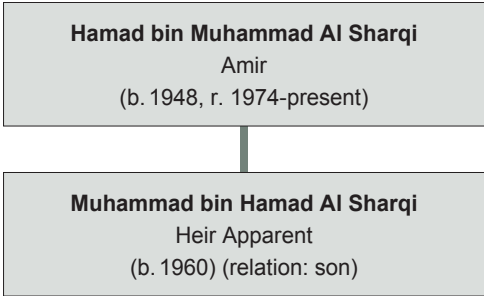 Hamad bin Muhammad Al Sharqi
Amir
(b. 1948, r. 1974-present)
Muhammad bin Hamad Al Sharqi
Heir Apparent
(b. 1960) (relation: son)